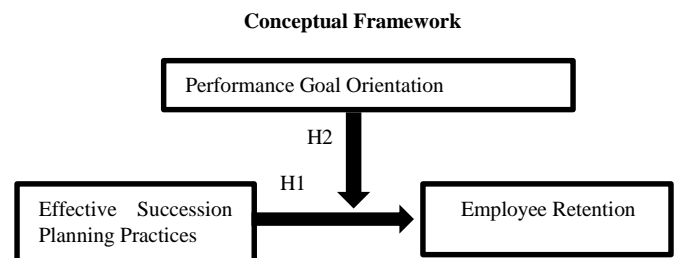 Conceptual Framework
Performance Goal Orientation
H2
H1
Effective Succession
Planning Practices
Employee Retention